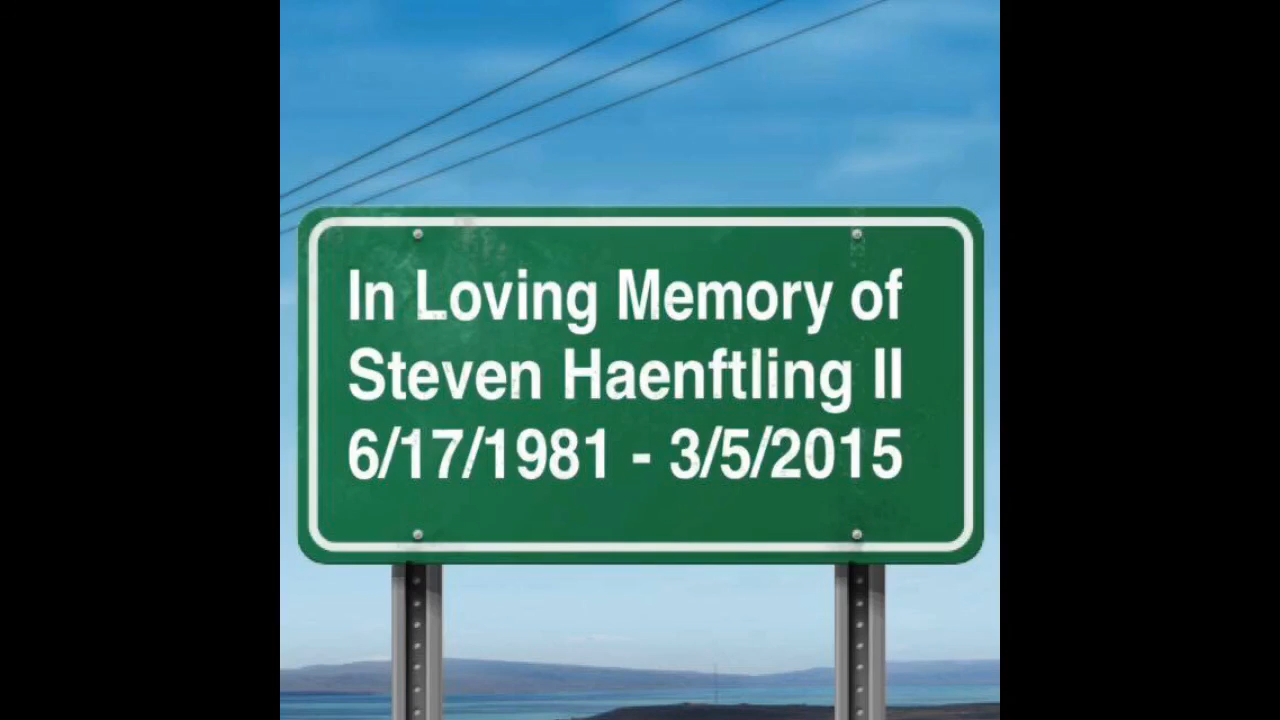 In Loving Memory of
Steven Haenftling II
6/17/1981 - 3/5/2015